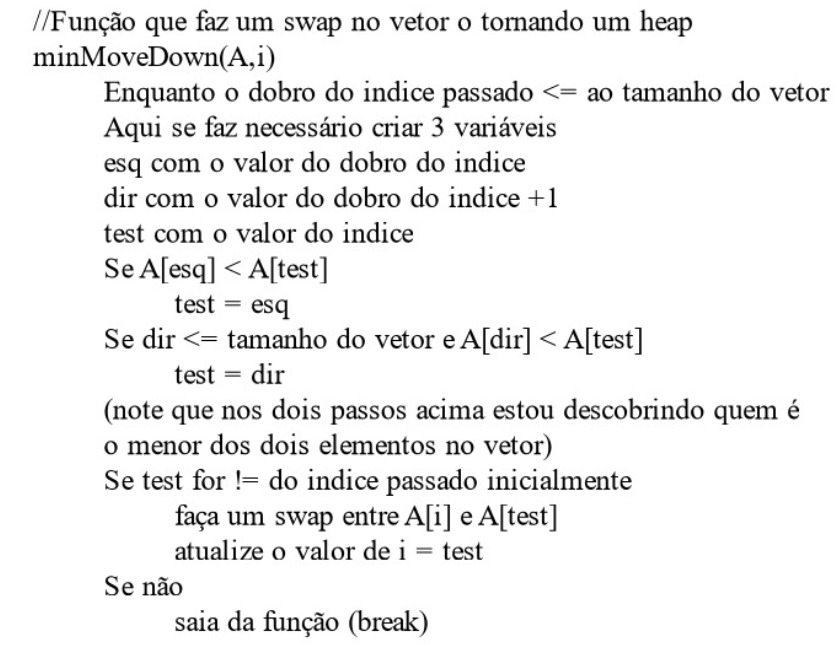 //Função que faz um swap no vetor o tornando um heap
minMoveDown(A,i)
Enquanto o dobro do indice passado <= ao tamanho do vetor
Aqui se faz necessário criar 3 variáveis
esq com o valor do dobro do indice
dir com o valor do dobro do indice +1
test com o valor do indice
Se A[esq] < A[test]
test = esq
Se dir <= tamanho do vetor e A[dir] < A[test]
test = dir
(note que nos dois passos acima estou descobrindo quem é
o menor dos dois elementos no vetor)
Se test for != do indice passado inicialmente
faça um swap entre A[i] e A[test]
atualize o valor de i = test
Se não
saia da função (break)